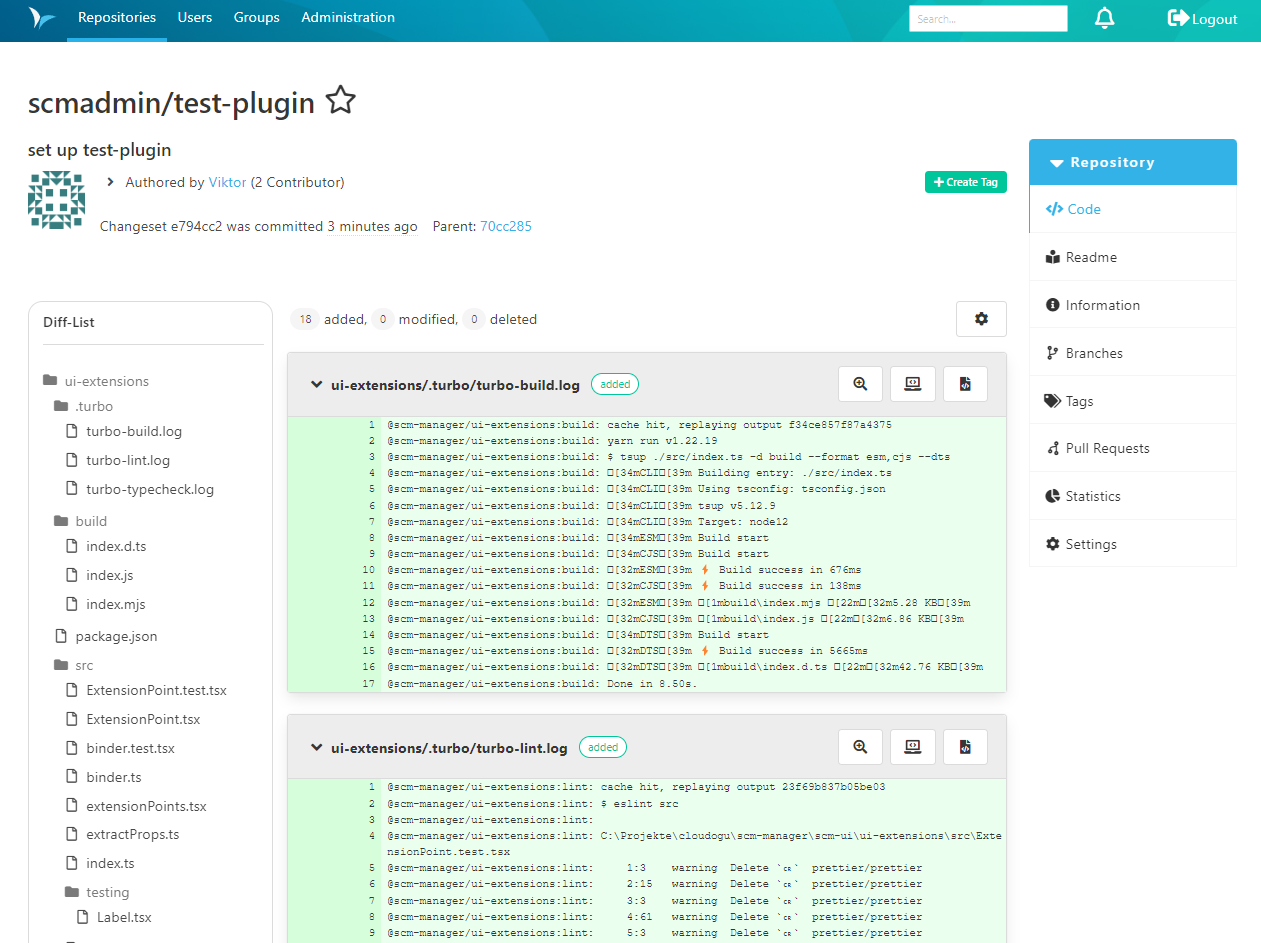 Repositories Users Groups Administration Search... Logout
scmadmin/test-plugin
set up test-plugin
Authored by Viktor (2 Contributor)
Create Tag
Changeset e794cc2 was committed 3 minutes ago Parent: 70cc285
Repository
Code
Readme
Information
Branches
Tags
Pull Requests
Statistics
Settings
Diff-List
ui-extensions
.turbo
turbo-build.log
turbo-lint.log
turbo-typecheck.log
build
index.d.ts
index.js
index.mjs
package.json
src
ExtensionPoint.test.tsx
ExtensionPoint.tsx
binder.test.tsx
binder.ts
extensionPoints.tsx
extractProps.ts
index.ts
testing
Label.tsx
18 added, 0 modified, 0 deleted
ui-extensions/.turbo/turbo-build.log added
1 @scm-manager/ui-extensions:build: cache hit, replaying output f34ce857f87a4375
2 @scm-manager/ui-extensions:build: yarn run v1.22.19
3 @scm-manager/ui-extensions:build: $ tsup ./src/index.ts -d build --format esm,cjs --dts
4 @scm-manager/ui-extensions:build: □[34mCLI□[39m Building entry: ./src/index.ts
5 @scm-manager/ui-extensions:build: □[34mCLI□[39m Using tsconfig: tsconfig.json
6 @scm-manager/ui-extensions:build: □[34mCLI□[39m tsup v5.12.9
7 @scm-manager/ui-extensions:build: □[34mCLI□[39m Target: node12
8 @scm-manager/ui-extensions:build: □[34mESM□[39m Build start
9 @scm-manager/ui-extensions:build: □[34mCJS□[39m Build start
10 @scm-manager/ui-extensions:build: □[32mESM□[39m ⚡ Build success in 676ms
11 @scm-manager/ui-extensions:build: □[32mCJS□[39m ⚡ Build success in 138ms
12 @scm-manager/ui-extensions:build: □[32mESM□[39m □[1mbuild\index.mjs □[22m□[32m5.28 KB□[39m
13 @scm-manager/ui-extensions:build: □[32mCJS□[39m □[1mbuild\index.js □[22m□[32m6.86 KB□[39m
14 @scm-manager/ui-extensions:build: □[34mDTS□[39m Build start
15 @scm-manager/ui-extensions:build: □[32mDTS□[39m ⚡ Build success in 5665ms
16 @scm-manager/ui-extensions:build: □[32mDTS□[39m □[1mbuild\index.d.ts □[22m□[32m42.76 KB□[39m
17 @scm-manager/ui-extensions:build: Done in 8.50s.
ui-extensions/.turbo/turbo-lint.log added
1 @scm-manager/ui-extensions:lint: cache hit, replaying output 23f69b837b05be03
2 @scm-manager/ui-extensions:lint: $ eslint src
3 @scm-manager/ui-extensions:lint:
4 @scm-manager/ui-extensions:lint: C:\Projekte\cloudogu\scm-manager\scm-ui\ui-extensions\src\Exte
nsionPoint.test.tsx
5 @scm-manager/ui-extensions:lint: 1:3 warning Delete `␍` prettier/prettier
6 @scm-manager/ui-extensions:lint: 2:15 warning Delete `␍` prettier/prettier
7 @scm-manager/ui-extensions:lint: 3:3 warning Delete `␍` prettier/prettier
8 @scm-manager/ui-extensions:lint: 4:61 warning Delete `␍` prettier/prettier
9 @scm-manager/ui-extensions:lint: 5:3 warning Delete `␍` prettier/prettier